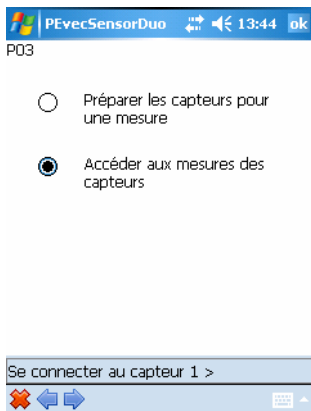 PEvecSensorDuo 13:44 ok
P03
Préparer les capteurs pour
une mesure
Accéder aux mesures des
capteurs
Se connecter au capteur 1 >